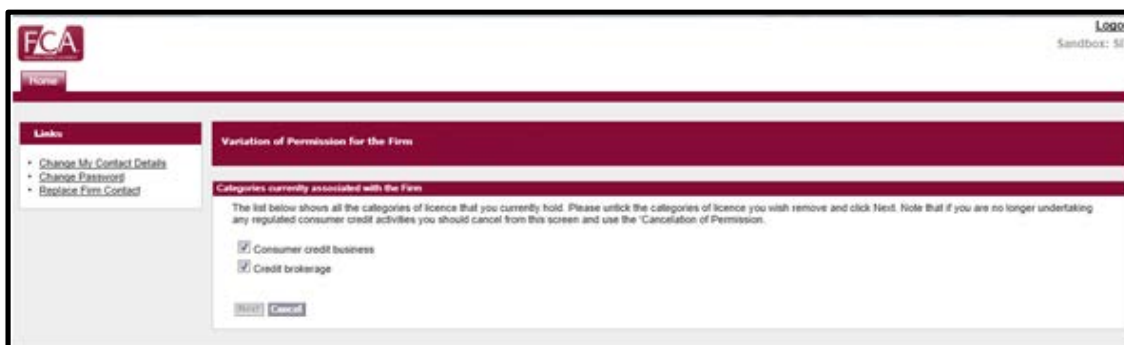 Logo
FCA
Sandbox: Si
Home
Links
Change My Contact Details
Change Password
Replace Firm Contact
Variation of Permission for the Firm
Categories currently associated with the Firm
The list below shows all the categories of licence that you currently hold. Please untick the categories of licence you wish remove and click Next. Note that if you are no longer undertaking
any regulated consumer credit activities you should cancel from this screen and use the 'Cancelation of Permission.
Consumer credit business
Credit brokerage
Next Cancel